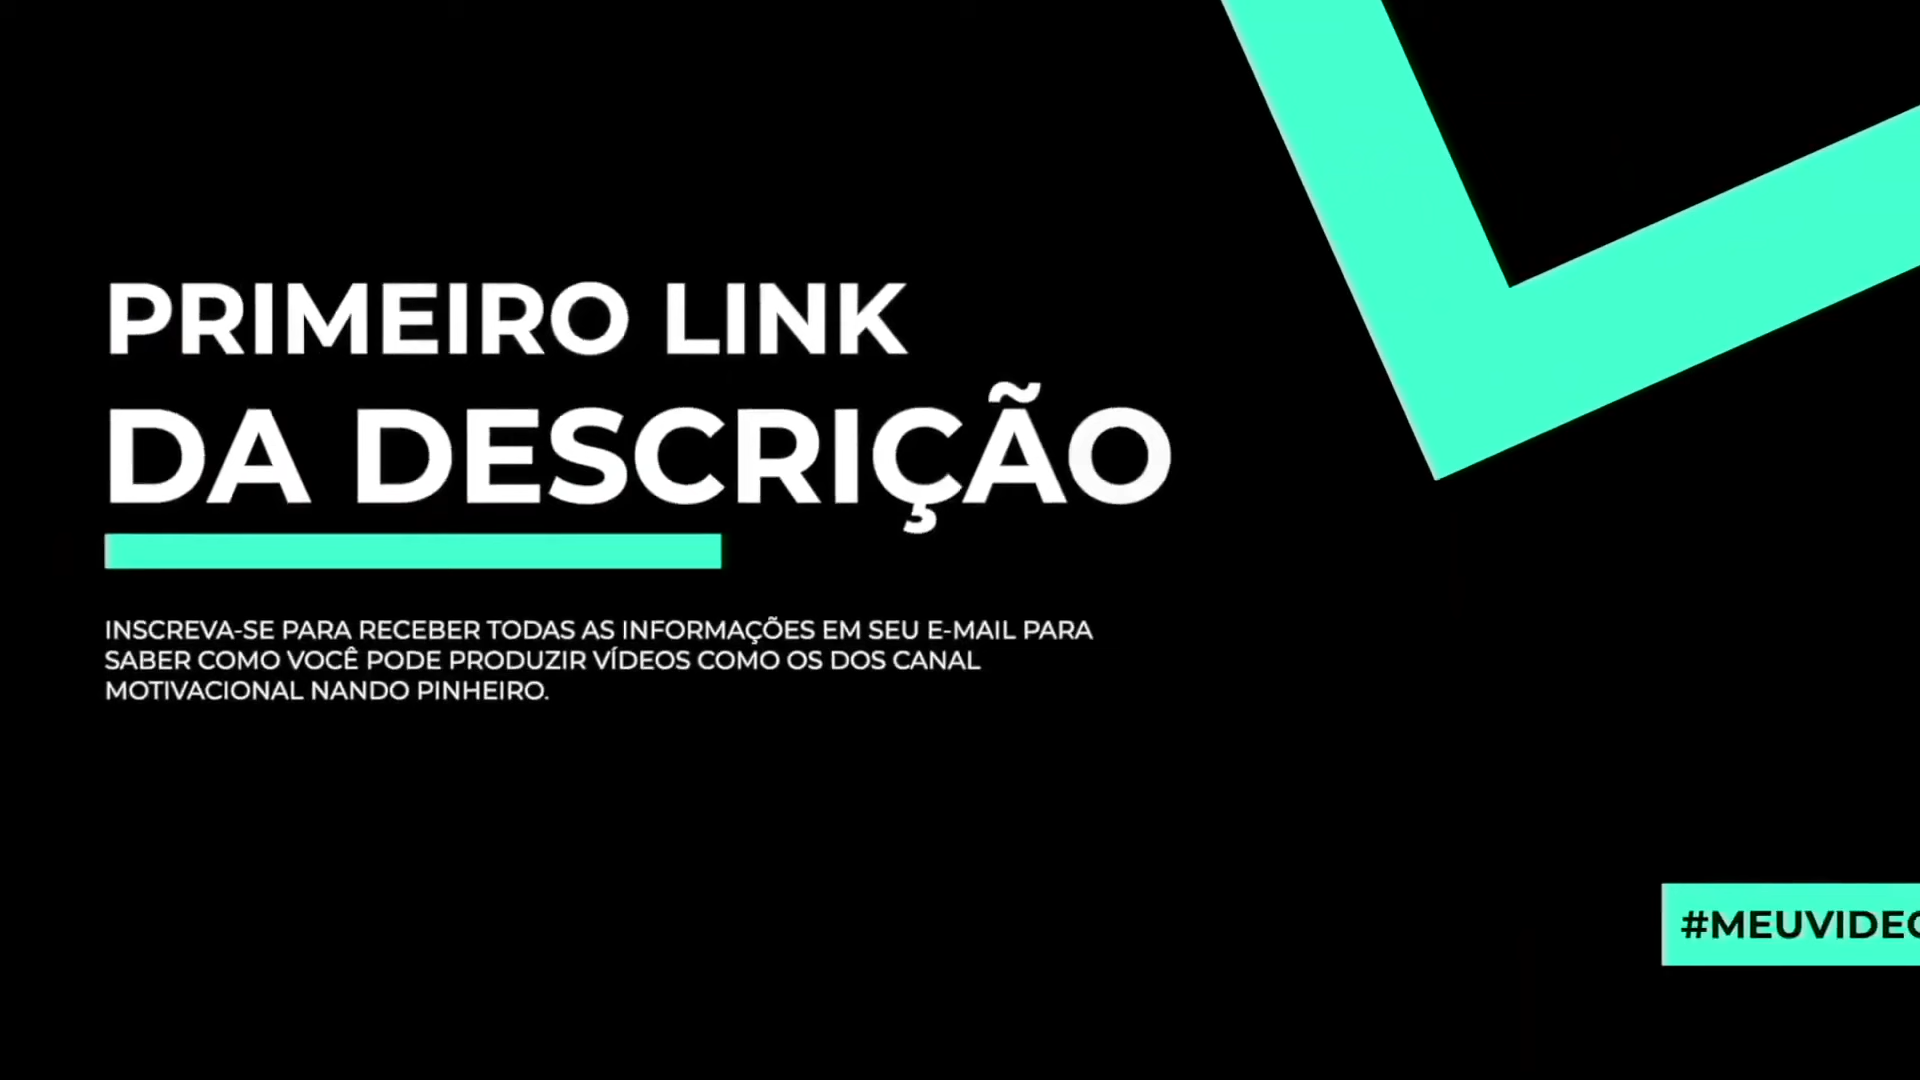 PRIMEIRO LINK
DA DESCRIÇÃO
INSCREVA-SE PARA RECEBER TODAS AS INFORMAÇÕES EM SEU E-MAIL PARA
SABER COMO VOCÊ PODE PRODUZIR VÍDEOS COMO OS DOS CANAL
MOTIVACIONAL NANDO PINHEIRO.